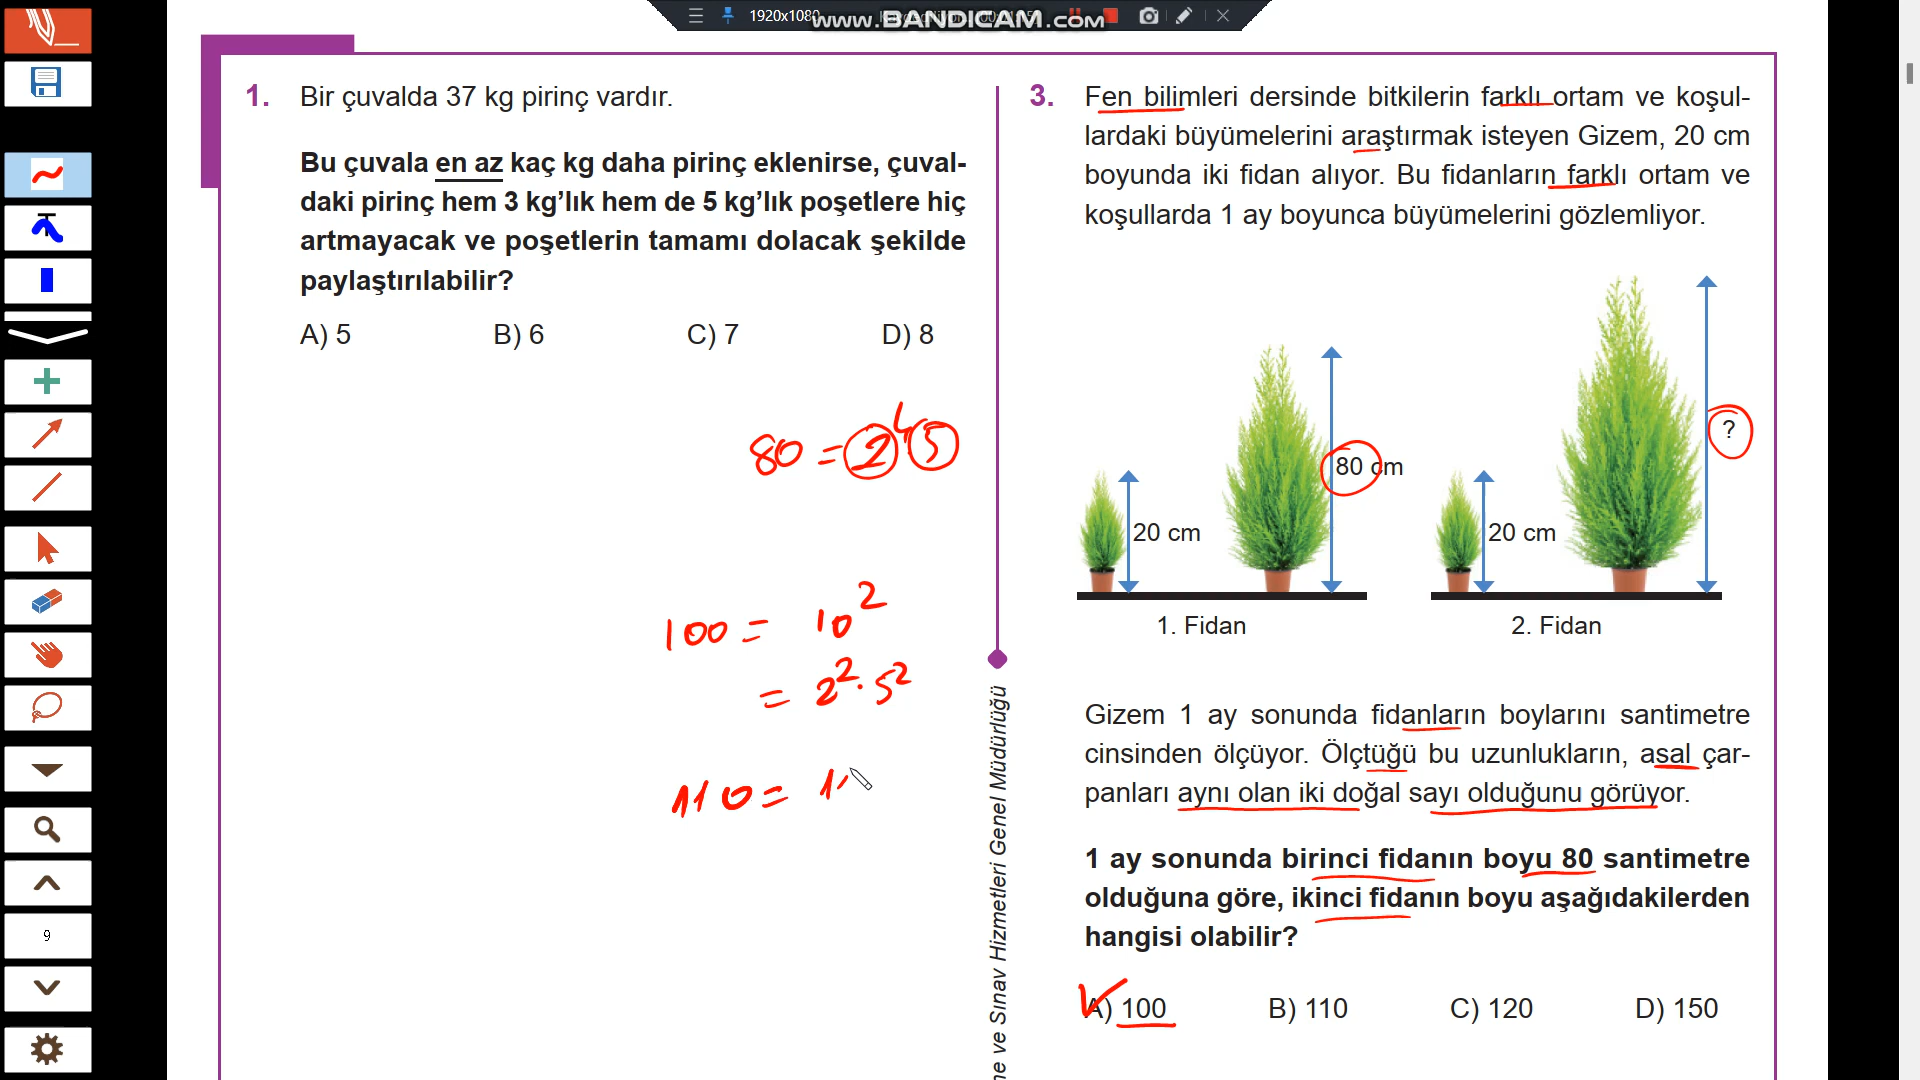 1920x1080
www.BANDICAM.com
1. Bir çuvalda 37 kg pirinç vardır.
Bu çuvala en az kaç kg daha pirinç eklenirse, çuval-
daki pirinç hem 3 kg’lık hem de 5 kg’lık poşetlere hiç
artmayacak ve poşetlerin tamamı dolacak şekilde
paylaştırılabilir?
A) 5 B) 6 C) 7 D) 8
80 = 2⁴ 5
100 = 10²
= 2² . 5²
110 =
ne ve Sınav Hizmetleri Genel Müdürlüğü
3. Fen bilimleri dersinde bitkilerin farklı ortam ve koşul-
lardaki büyümelerini araştırmak isteyen Gizem, 20 cm
boyunda iki fidan alıyor. Bu fidanların farklı ortam ve
koşullarda 1 ay boyunca büyümelerini gözlemliyor.
20 cm
80 cm
20 cm
?
1. Fidan
2. Fidan
Gizem 1 ay sonunda fidanların boylarını santimetre
cinsinden ölçüyor. Ölçtüğü bu uzunlukların, asal çar-
panları aynı olan iki doğal sayı olduğunu görüyor.
1 ay sonunda birinci fidanın boyu 80 santimetre
olduğuna göre, ikinci fidanın boyu aşağıdakilerden
hangisi olabilir?
A) 100 B) 110 C) 120 D) 150
9